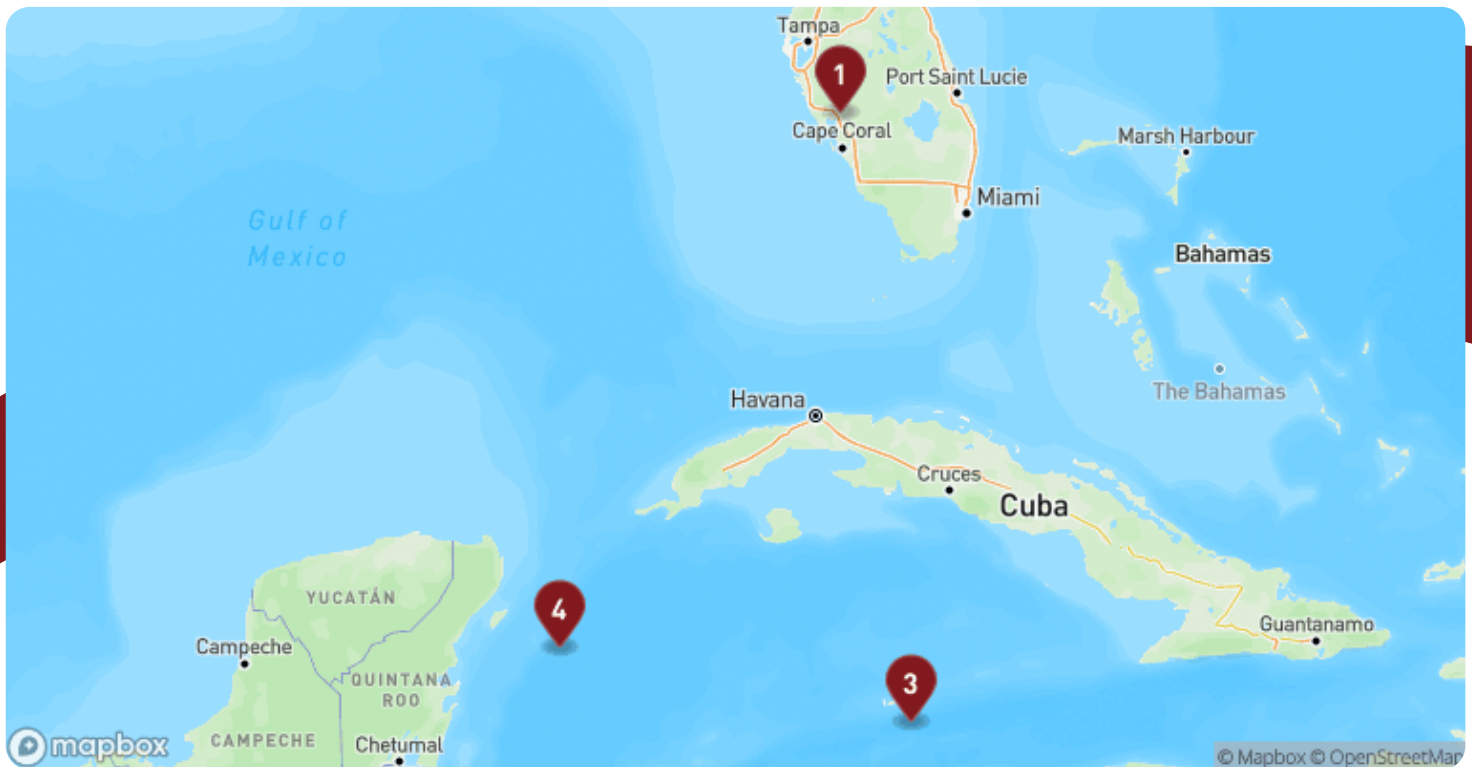 Tampa
1
Port Saint Lucie
Cape Coral
Marsh Harbour
Miami
Gulf of
Mexico
Bahamas
The Bahamas
Havana
Cruces
Cuba
YUCATÁN
4
Guantanamo
Campeche
QUINTANA
ROO
3
CAMPECHE
Chetumal
mapbox
© Mapbox © OpenStreetMap